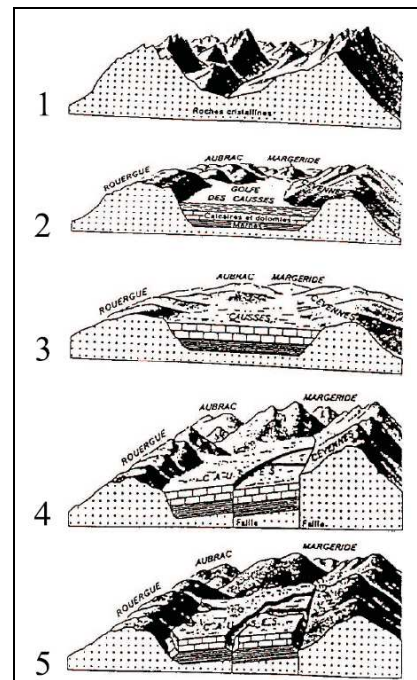 1
Roches cristallines
ROUERGUE AUBRAC MARGERIDE CEVENNES
GOLFE
DES CAUSSES
Calcaires et dolomies
Marnes
2
ROUERGUE AUBRAC MARGERIDE CEVENNES
CAUSSES
3
ROUERGUE AUBRAC MARGERIDE CEVENNES
Faille Faille
4
ROUERGUE AUBRAC MARGERIDE
5